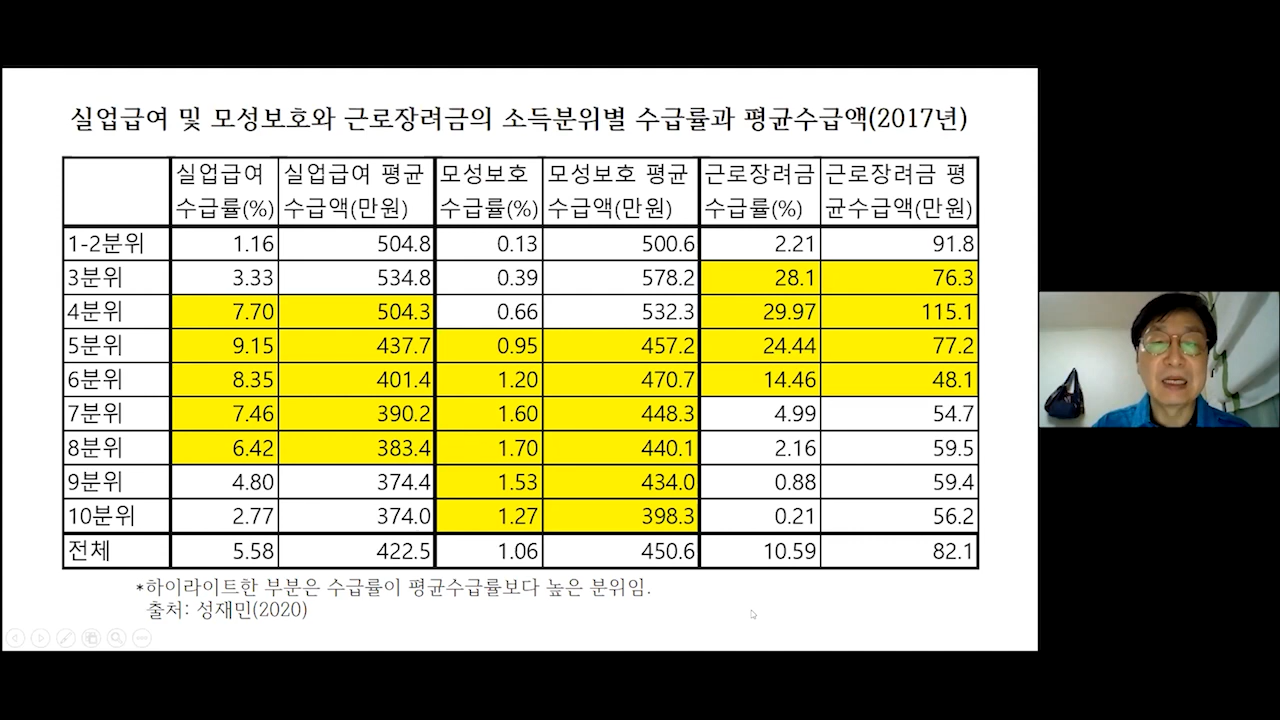 실업급여 및 모성보호와 근로장려금의 소득분위별 수급률과 평균수급액(2017년)
실업급여 수급률(%) 실업급여 평균 수급액(만원) 모성보호 수급률(%) 모성보호 평균 수급액(만원) 근로장려금 수급률(%) 근로장려금 평균수급액(만원)
1-2분위 1.16 504.8 0.13 500.6 2.21 91.8
3분위 3.33 534.8 0.39 578.2 28.1 76.3
4분위 7.70 504.3 0.66 532.3 29.97 115.1
5분위 9.15 437.7 0.95 457.2 24.44 77.2
6분위 8.35 401.4 1.20 470.7 14.46 48.1
7분위 7.46 390.2 1.60 448.3 4.99 54.7
8분위 6.42 383.4 1.70 440.1 2.16 59.5
9분위 4.80 374.4 1.53 434.0 0.88 59.4
10분위 2.77 374.0 1.27 398.3 0.21 56.2
전체 5.58 422.5 1.06 450.6 10.59 82.1
*하이라이트한 부분은 수급률이 평균수급률보다 높은 분위임.
출처: 성재민(2020)